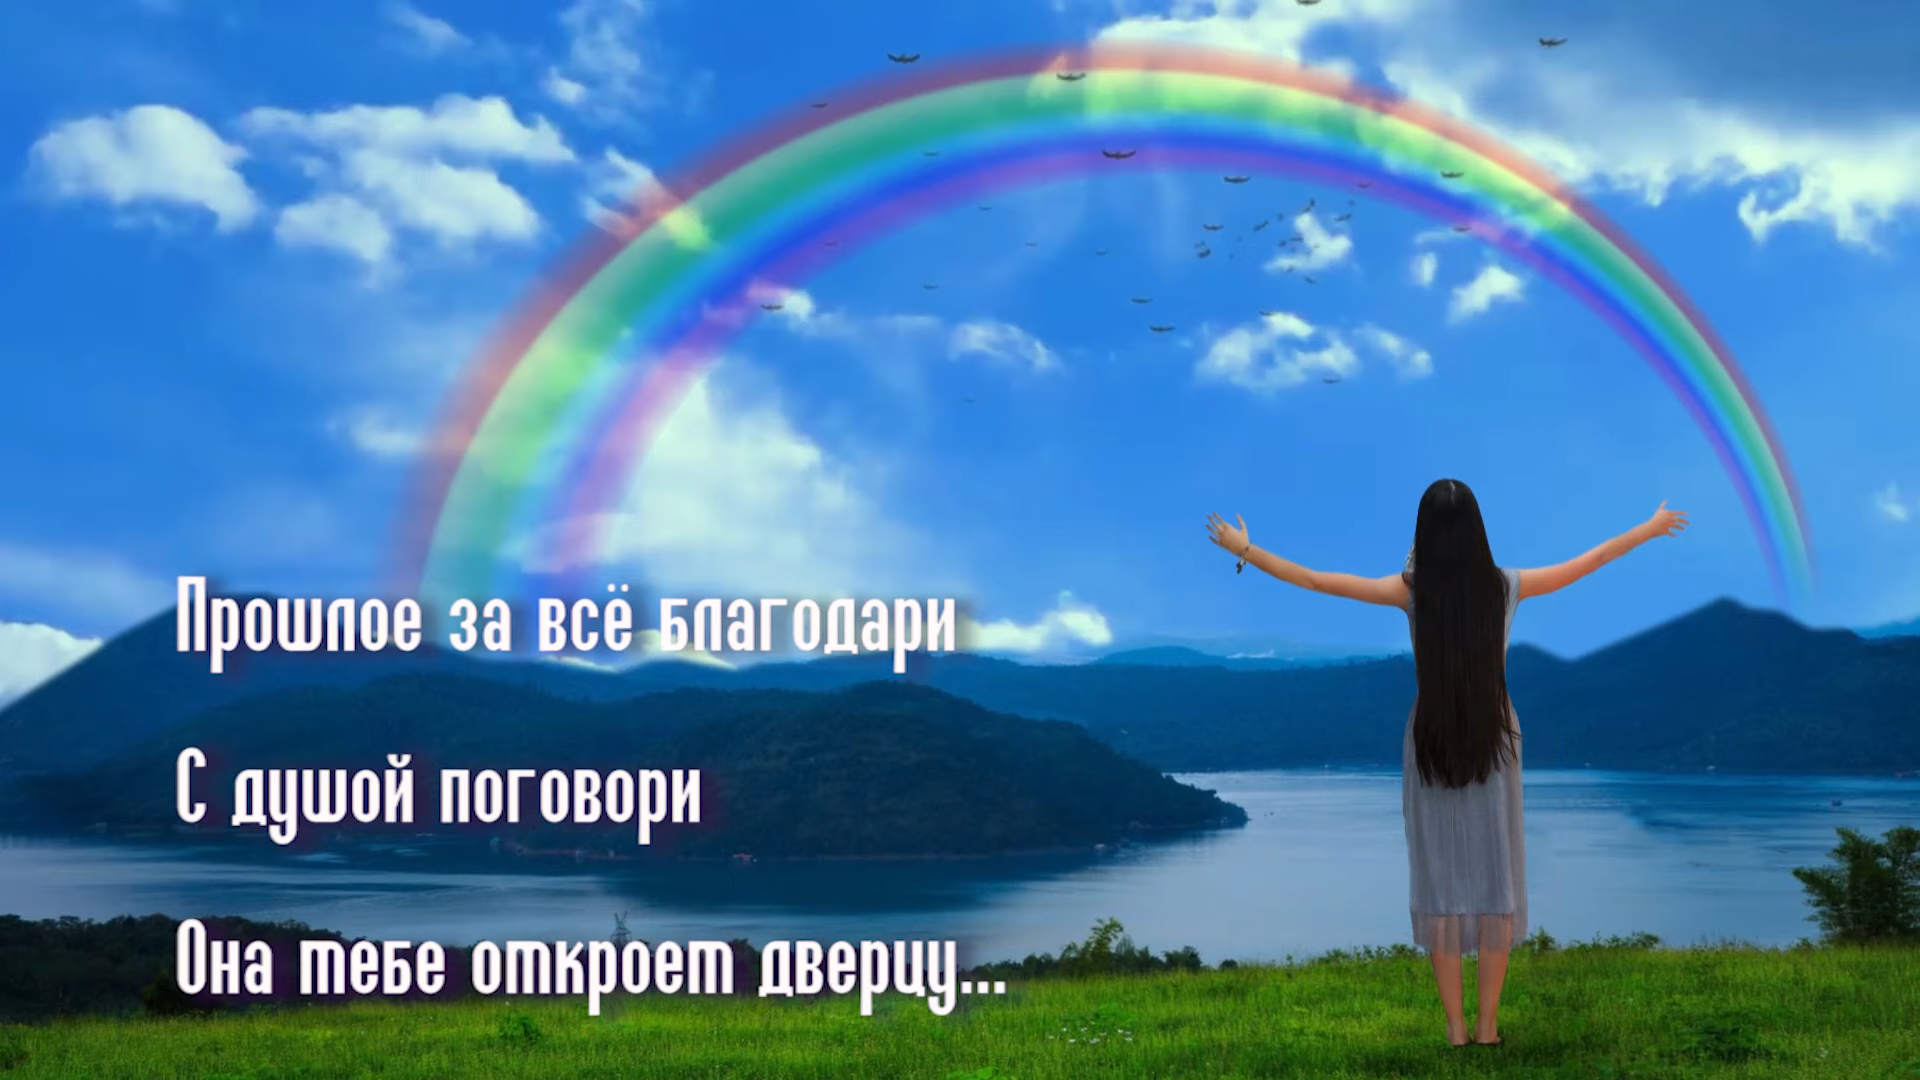 Прошлое за всё благодари
С душой поговори
Она тебе откроет дверцу...